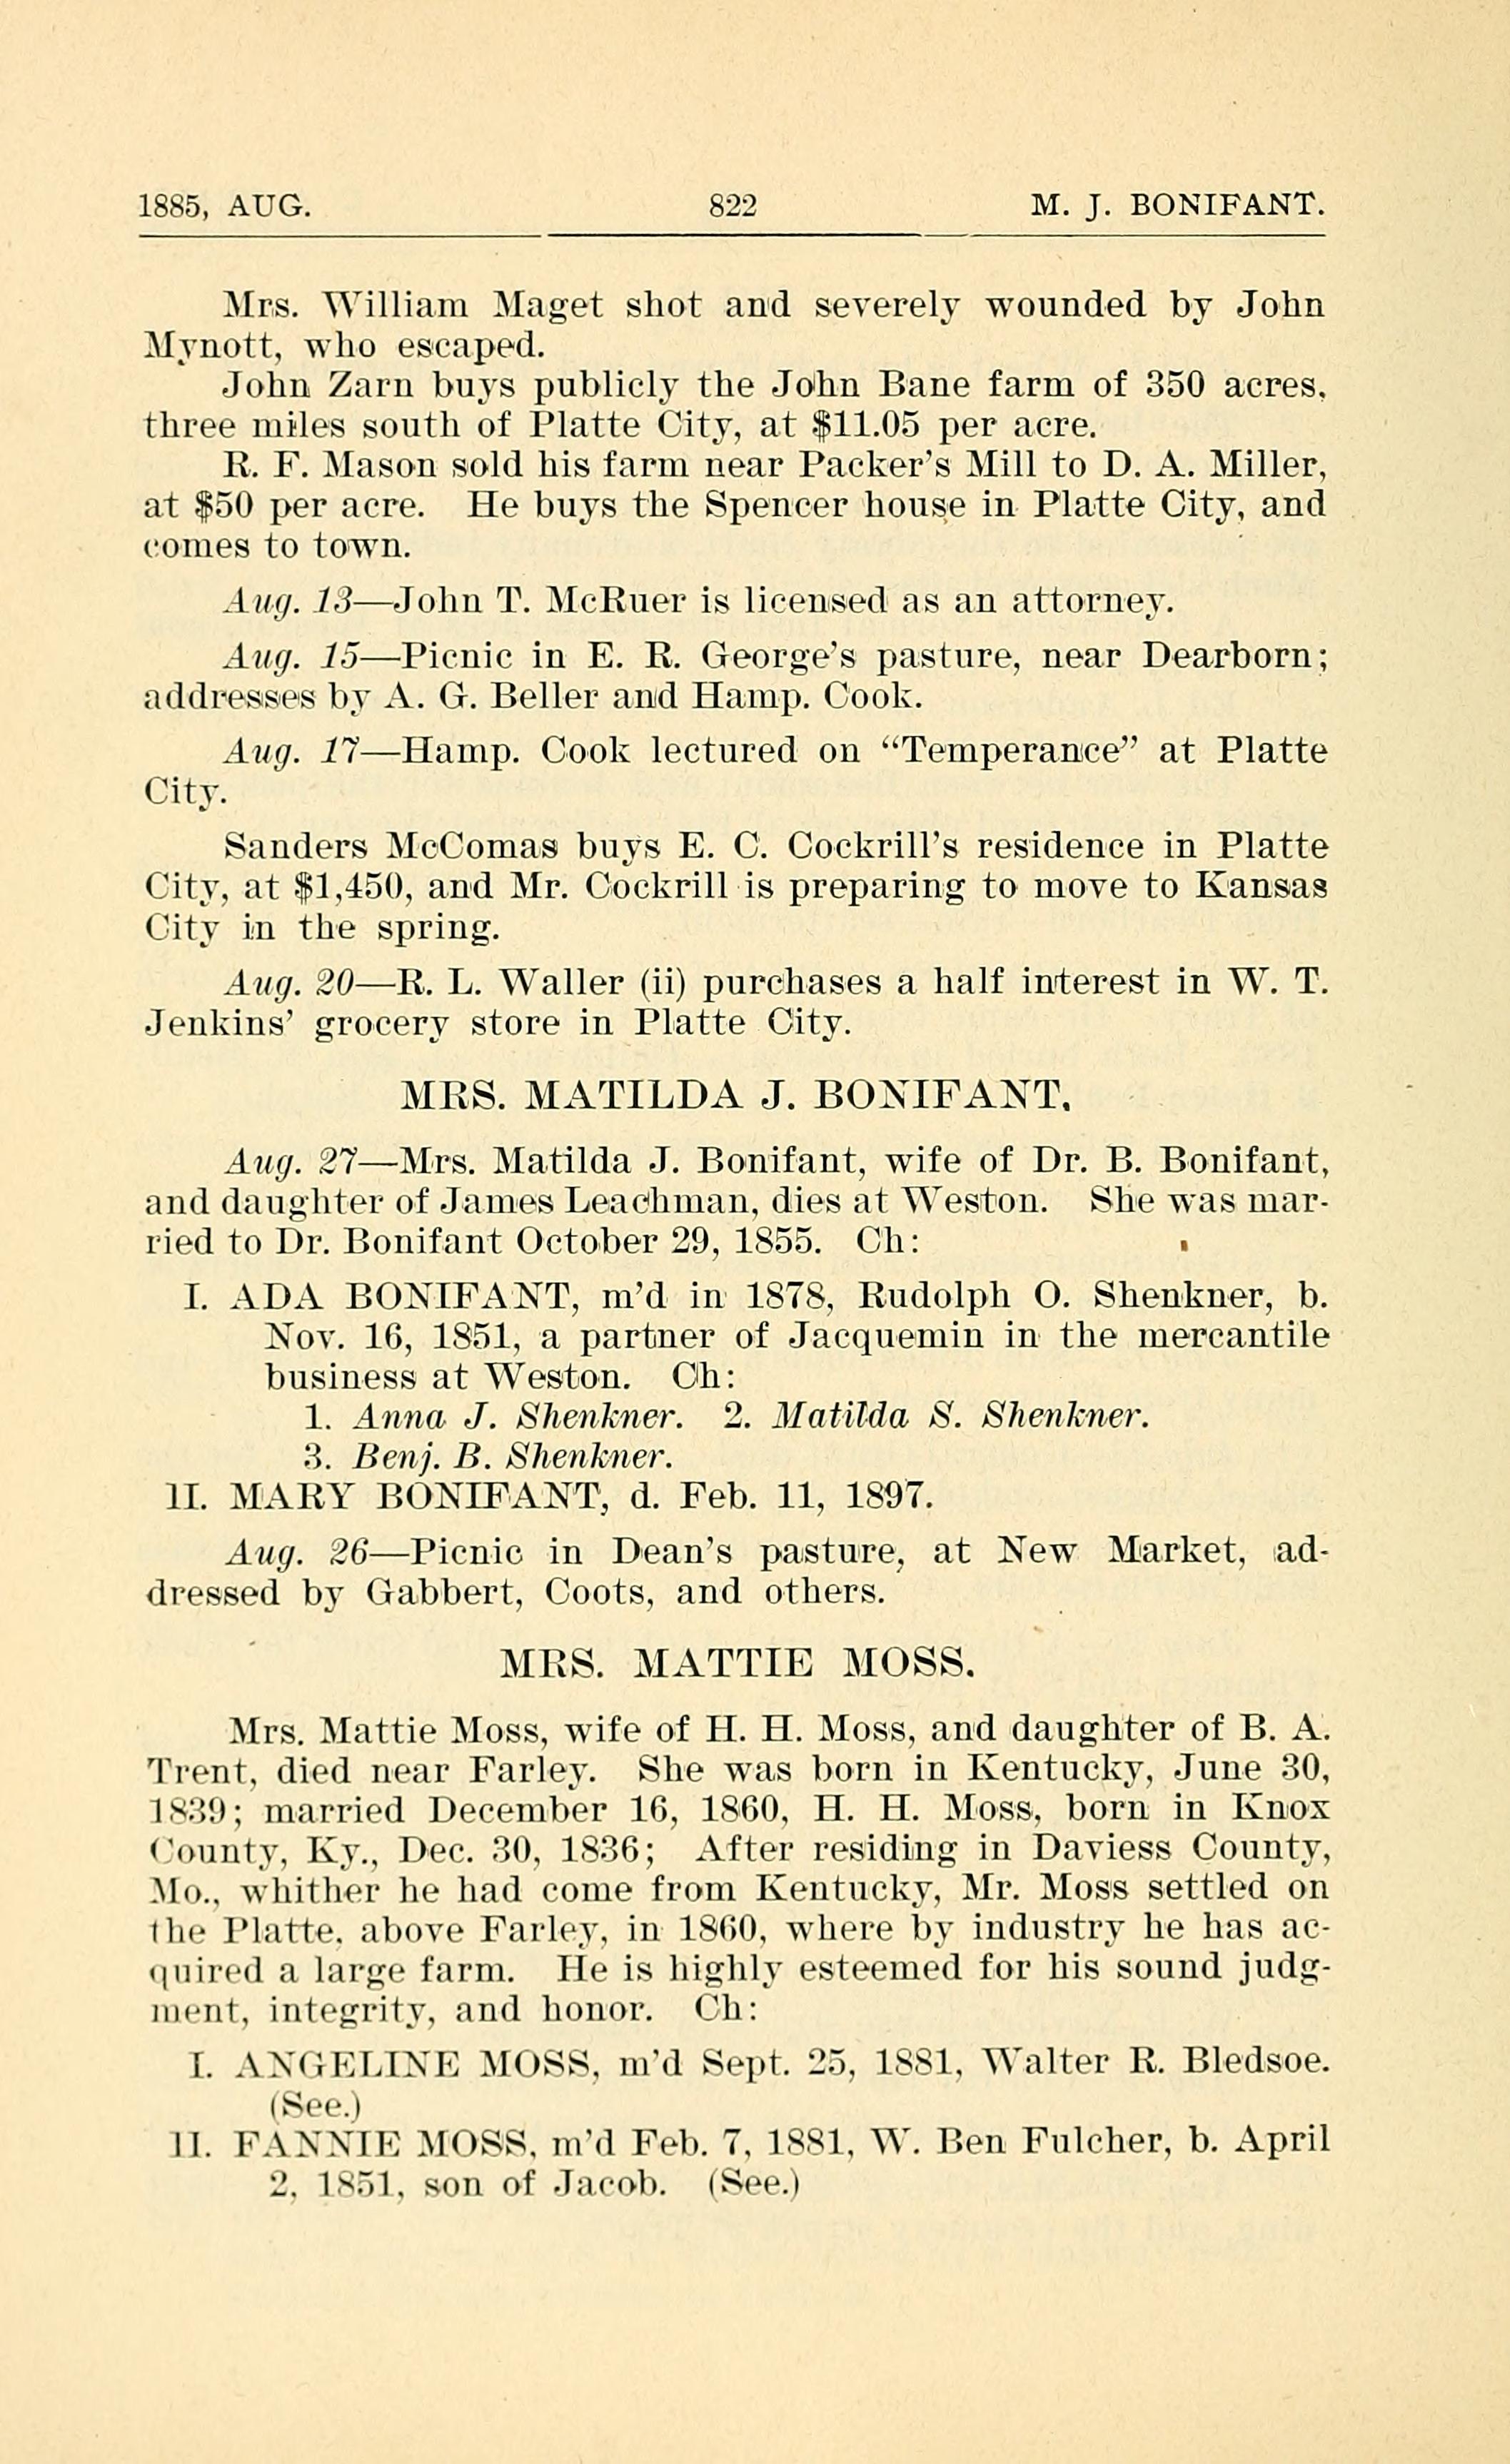 1885, AUG. 822 M. J. BONIFANT.
Mrs. William Maget shot and severely wounded by John
Mynott, who escaped.
John Zarn buys publicly the John Bane farm of 350 acres,
three miles south of Platte City, at $11.05 per acre.
R. F. Mason sold his farm near Packer's Mill to D. A. Miller,
at $50 per acre. He buys the Spencer house in Platte City, and
comes to town.
Aug. 13—John T. McRuer is licensed as an attorney.
Aug. 15—Picnic in E. R. George's pasture, near Dearborn;
addresses by A. G. Beller and Hamp. Cook.
Aug. 17—Hamp. Cook lectured on "Temperance" at Platte
City.
Sanders McComas buys E. C. Cockrill's residence in Platte
City, at $1,450, and Mr. Cockrill is preparing to move to Kansas
City in the spring.
Aug. 20—R. L. Waller (ii) purchases a half interest in W. T.
Jenkins' grocery store in Platte City.
MRS. MATILDA J. BONIFANT.
Aug. 27—Mrs. Matilda J. Bonifant, wife of Dr. B. Bonifant,
and daughter of James Leachman, dies at Weston. She was mar-
ried to Dr. Bonifant October 29, 1855. Ch:
I. ADA BONIFANT, m'd in 1878, Rudolph O. Shenkner, b.
Nov. 16, 1851, a partner of Jacquemin in the mercantile
business at Weston. Ch:
1. Anna J. Shenkner. 2. Matilda S. Shenkner.
3. Benj. B. Shenkner.
II. MARY BONIFANT, d. Feb. 11, 1897.
Aug. 26—Picnic in Dean's pasture, at New Market, ad-
dressed by Gabbert, Coots, and others.
MRS. MATTIE MOSS.
Mrs. Mattie Moss, wife of H. H. Moss, and daughter of B. A.
Trent, died near Farley. She was born in Kentucky, June 30,
1839; married December 16, 1860, H. H. Moss, born in Knox
County, Ky., Dec. 30, 1836; After residing in Daviess County,
Mo., whither he had come from Kentucky, Mr. Moss settled on
the Platte, above Farley, in 1860, where by industry he has ac-
quired a large farm. He is highly esteemed for his sound judg-
ment, integrity, and honor. Ch:
I. ANGELINE MOSS, m'd Sept. 25, 1881, Walter R. Bledsoe.
(See.)
II. FANNIE MOSS, m'd Feb. 7, 1881, W. Ben Fulcher, b. April
2, 1851, son of Jacob. (See.)